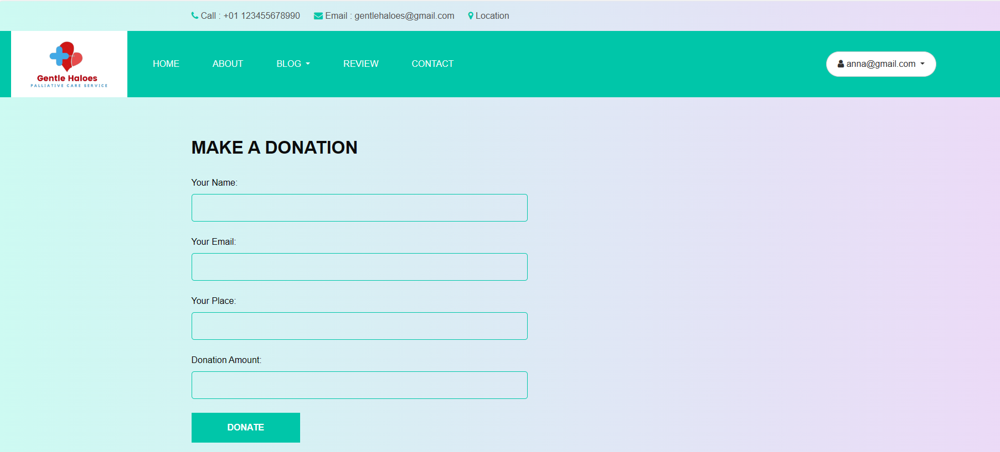 Call : +01 123455678990 Email : gentlehaloes@gmail.com Location
Gentle Haloes
PALLIATIVE CARE SERVICE
HOME ABOUT BLOG REVIEW CONTACT anna@gmail.com
MAKE A DONATION
Your Name:
Your Email:
Your Place:
Donation Amount:
DONATE